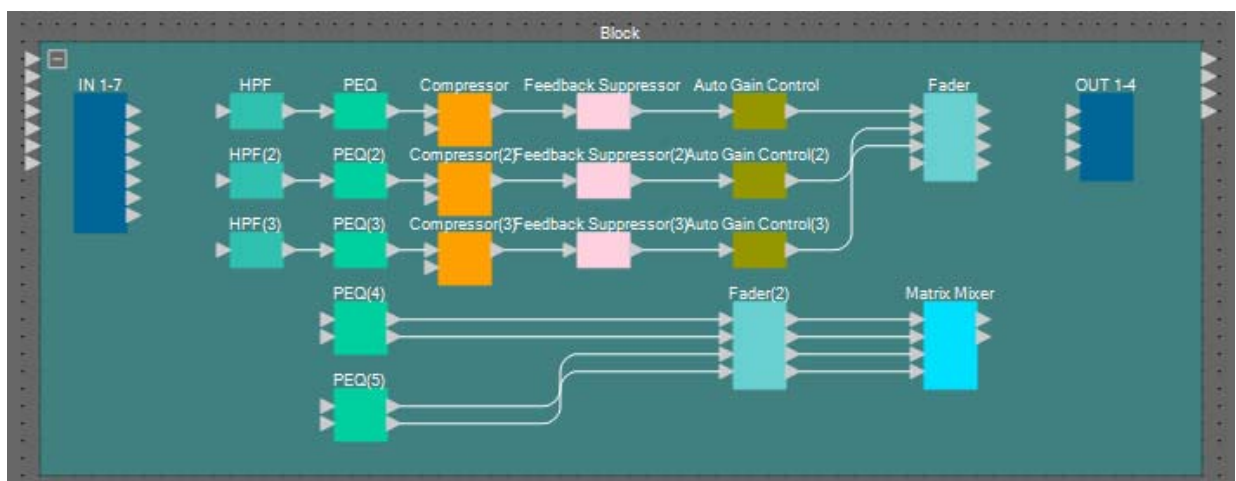 Block
IN 1-7 HPF PEQ Compressor Feedback Suppressor Auto Gain Control Fader OUT 1-4
HPF(2) PEQ(2) Compressor(2) Feedback Suppressor(2) Auto Gain Control(2)
HPF(3) PEQ(3) Compressor(3) Feedback Suppressor(3) Auto Gain Control(3)
PEQ(4) Fader(2) Matrix Mixer
PEQ(5)